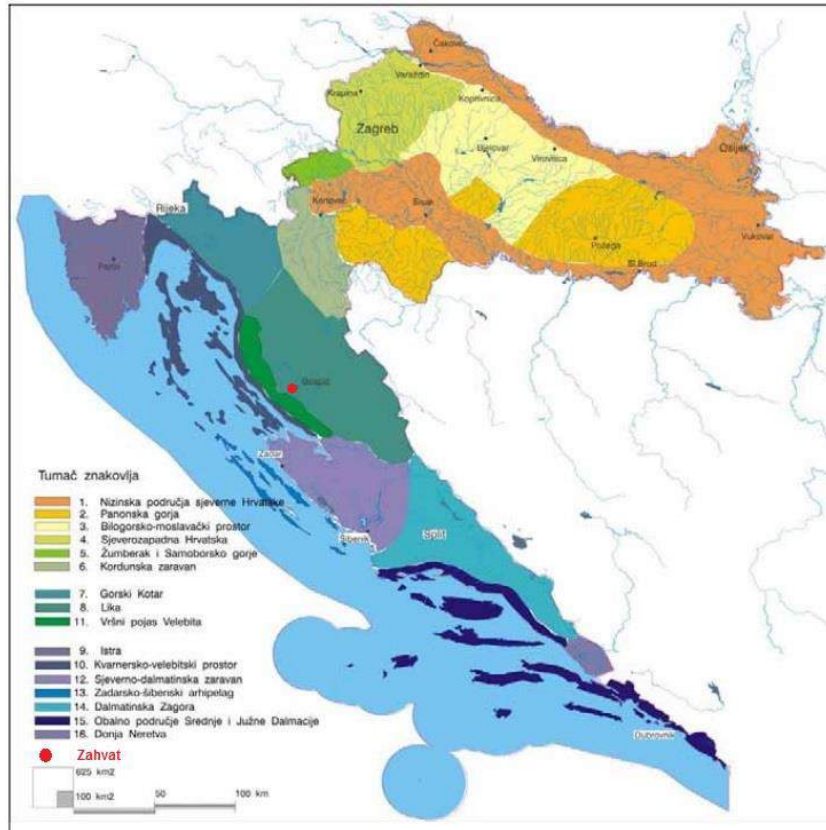 Čakovec
Varaždin
Krapina
Koprivnica
Zagreb
Bjelovar
Virovitica
Osijek
Karlovac
Sisak
Rijeka
Požega
Vukovar
Sl.Brod
Pazin
Gospić
Zadar
Tumač znakovlja
1. Nizinska područja sjeverne Hrvatske
2. Panonska gorja
3. Bilogorsko-moslavački prostor
4. Sjeverozapadna Hrvatska
5. Žumberak i Samoborsko gorje
6. Kordunska zaravan
Šibenik
Split
7. Gorski Kotar
8. Lika
11. Vršni pojas Velebita
9. Istra
10. Kvarnersko-velebitski prostor
12. Sjeverno-dalmatinska zaravan
13. Zadarsko-šibenski arhipelag
14. Dalmatinska Zagora
15. Obalno područje Srednje i Južne Dalmacije
16. Donja Neretva
Dubrovnik
Zahvat
625 km2
100 km2
50
100 km